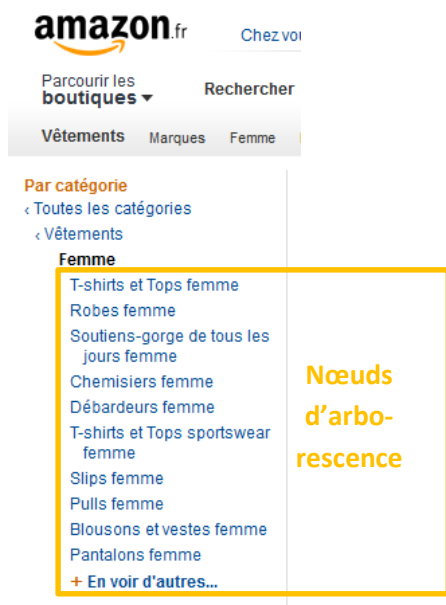 amazon.fr
Chez vou
Parcourir les
boutiques
Rechercher
Vêtements Marques Femme
Par catégorie
‹ Toutes les catégories
‹ Vêtements
Femme
T-shirts et Tops femme
Robes femme
Soutiens-gorge de tous les
jours femme
Chemisiers femme
Débardeurs femme
T-shirts et Tops sportswear
femme
Slips femme
Pulls femme
Blousons et vestes femme
Pantalons femme
+ En voir d'autres...
Nœuds
d’arbo-
rescence